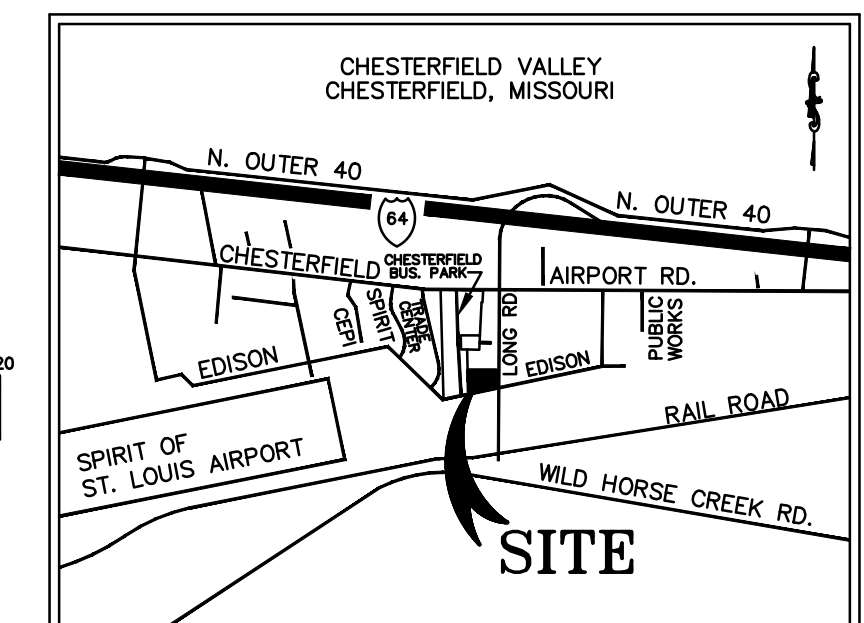 CHESTERFIELD VALLEY
CHESTERFIELD, MISSOURI
N. OUTER 40
64
N. OUTER 40
CHESTERFIELD
CHESTERFIELD
BUS. PARK
AIRPORT RD.
CEPI
SPIRIT
TRADE
CENTER
LONG RD
PUBLIC
WORKS
EDISON
EDISON
20
RAIL ROAD
SPIRIT OF
ST. LOUIS AIRPORT
WILD HORSE CREEK RD.
SITE